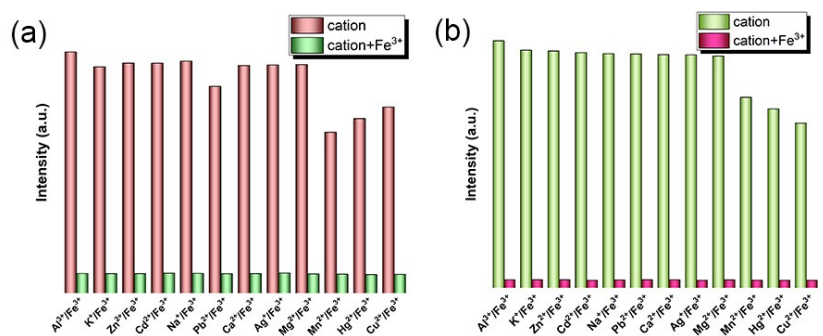 (a)
cation
cation+Fe³⁺
Intensity (a.u.)
Al³⁺/Fe³⁺
K⁺/Fe³⁺
Zn²⁺/Fe³⁺
Cd²⁺/Fe³⁺
Na⁺/Fe³⁺
Pb²⁺/Fe³⁺
Ca²⁺/Fe³⁺
Ag⁺/Fe³⁺
Mg²⁺/Fe³⁺
Mn²⁺/Fe³⁺
Hg²⁺/Fe³⁺
Cu²⁺/Fe³⁺
(b)
cation
cation+Fe³⁺
Intensity (a.u.)
Al³⁺/Fe³⁺
K⁺/Fe³⁺
Zn²⁺/Fe³⁺
Cd²⁺/Fe³⁺
Na⁺/Fe³⁺
Pb²⁺/Fe³⁺
Ca²⁺/Fe³⁺
Ag⁺/Fe³⁺
Mg²⁺/Fe³⁺
Mn²⁺/Fe³⁺
Hg²⁺/Fe³⁺
Cu²⁺/Fe³⁺